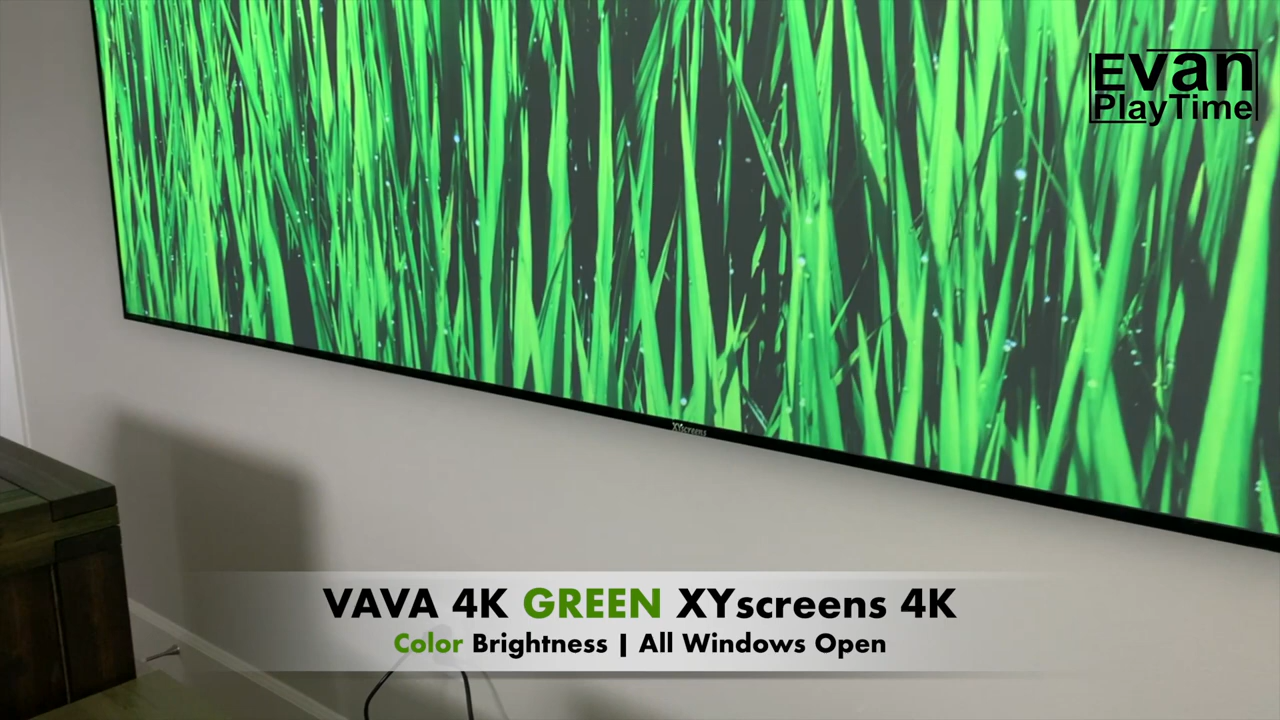 Evan
PlayTime
XYscreens
VAVA 4K GREEN XYscreens 4K
Color Brightness | All Windows Open